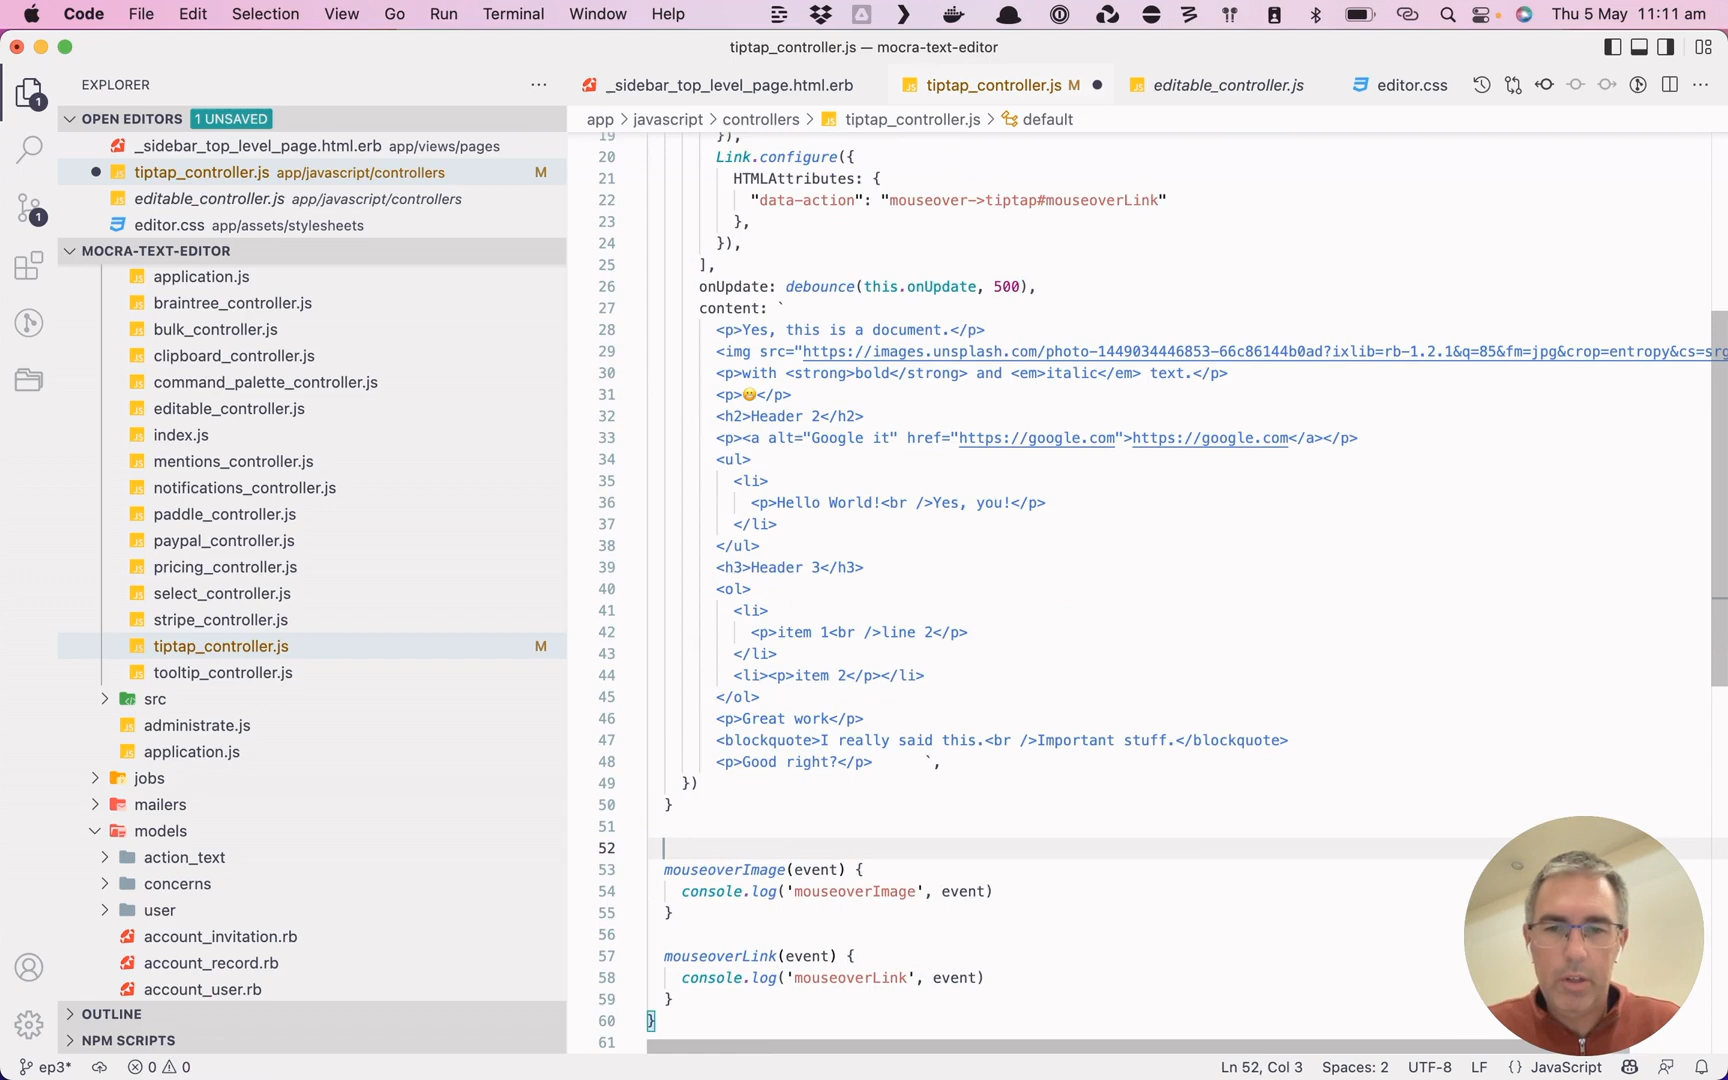 Code File Edit Selection View Go Run Terminal Window Help Thu 5 May 11:11 am
tiptap_controller.js — mocra-text-editor
EXPLORER
_sidebar_top_level_page.html.erb tiptap_controller.js M editable_controller.js editor.css
OPEN EDITORS 1 UNSAVED
app > javascript > controllers > tiptap_controller.js > default
_sidebar_top_level_page.html.erb app/views/pages
tiptap_controller.js app/javascript/controllers M
editable_controller.js app/javascript/controllers
editor.css app/assets/stylesheets
MOCRA-TEXT-EDITOR
application.js
braintree_controller.js
bulk_controller.js
clipboard_controller.js
command_palette_controller.js
editable_controller.js
index.js
mentions_controller.js
notifications_controller.js
paddle_controller.js
paypal_controller.js
pricing_controller.js
select_controller.js
stripe_controller.js
tiptap_controller.js M
tooltip_controller.js
src
administrate.js
application.js
jobs
mailers
models
action_text
concerns
user
account_invitation.rb
account_record.rb
account_user.rb
OUTLINE
NPM SCRIPTS
1
1
19 }),
20 Link.configure({
21 HTMLAttributes: {
22 "data-action": "mouseover->tiptap#mouseoverLink"
23 },
24 }),
25 ],
26 onUpdate: debounce(this.onUpdate, 500),
27 content: `
28 <p>Yes, this is a document.</p>
29 <img src="https://images.unsplash.com/photo-1449034446853-66c86144b0ad?ixlib=rb-1.2.1&q=85&fm=jpg&crop=entropy&cs=srg
30 <p>with <strong>bold</strong> and <em>italic</em> text.</p>
31 <p>😬</p>
32 <h2>Header 2</h2>
33 <p><a alt="Google it" href="https://google.com">https://google.com</a></p>
34 <ul>
35 <li>
36 <p>Hello World!<br />Yes, you!</p>
37 </li>
38 </ul>
39 <h3>Header 3</h3>
40 <ol>
41 <li>
42 <p>item 1<br />line 2</p>
43 </li>
44 <li><p>item 2</p></li>
45 </ol>
46 <p>Great work</p>
47 <blockquote>I really said this.<br />Important stuff.</blockquote>
48 <p>Good right?</p> `,
49 })
50 }
51
52
53 mouseoverImage(event) {
54 console.log('mouseoverImage', event)
55 }
56
57 mouseoverLink(event) {
58 console.log('mouseoverLink', event)
59 }
60 }
61
ep3* 0 0 Ln 52, Col 3 Spaces: 2 UTF-8 LF {} JavaScript